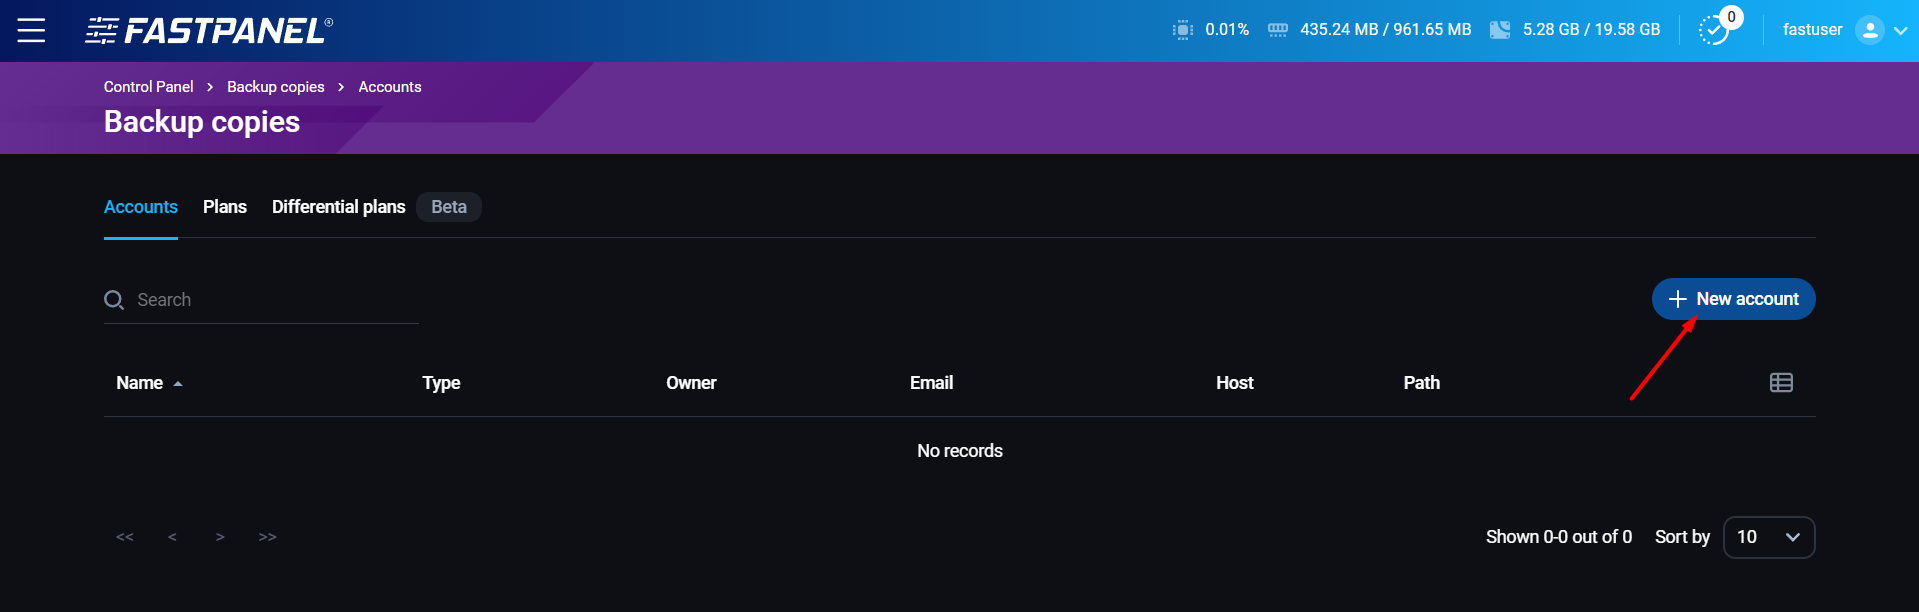 FASTPANEL®
0.01%
435.24 MB / 961.65 MB
5.28 GB / 19.58 GB
0
fastuser
Control Panel > Backup copies > Accounts
Backup copies
Accounts
Plans
Differential plans
Beta
Search
+ New account
Name
Type
Owner
Email
Host
Path
No records
<< < > >>
Shown 0-0 out of 0
Sort by
10